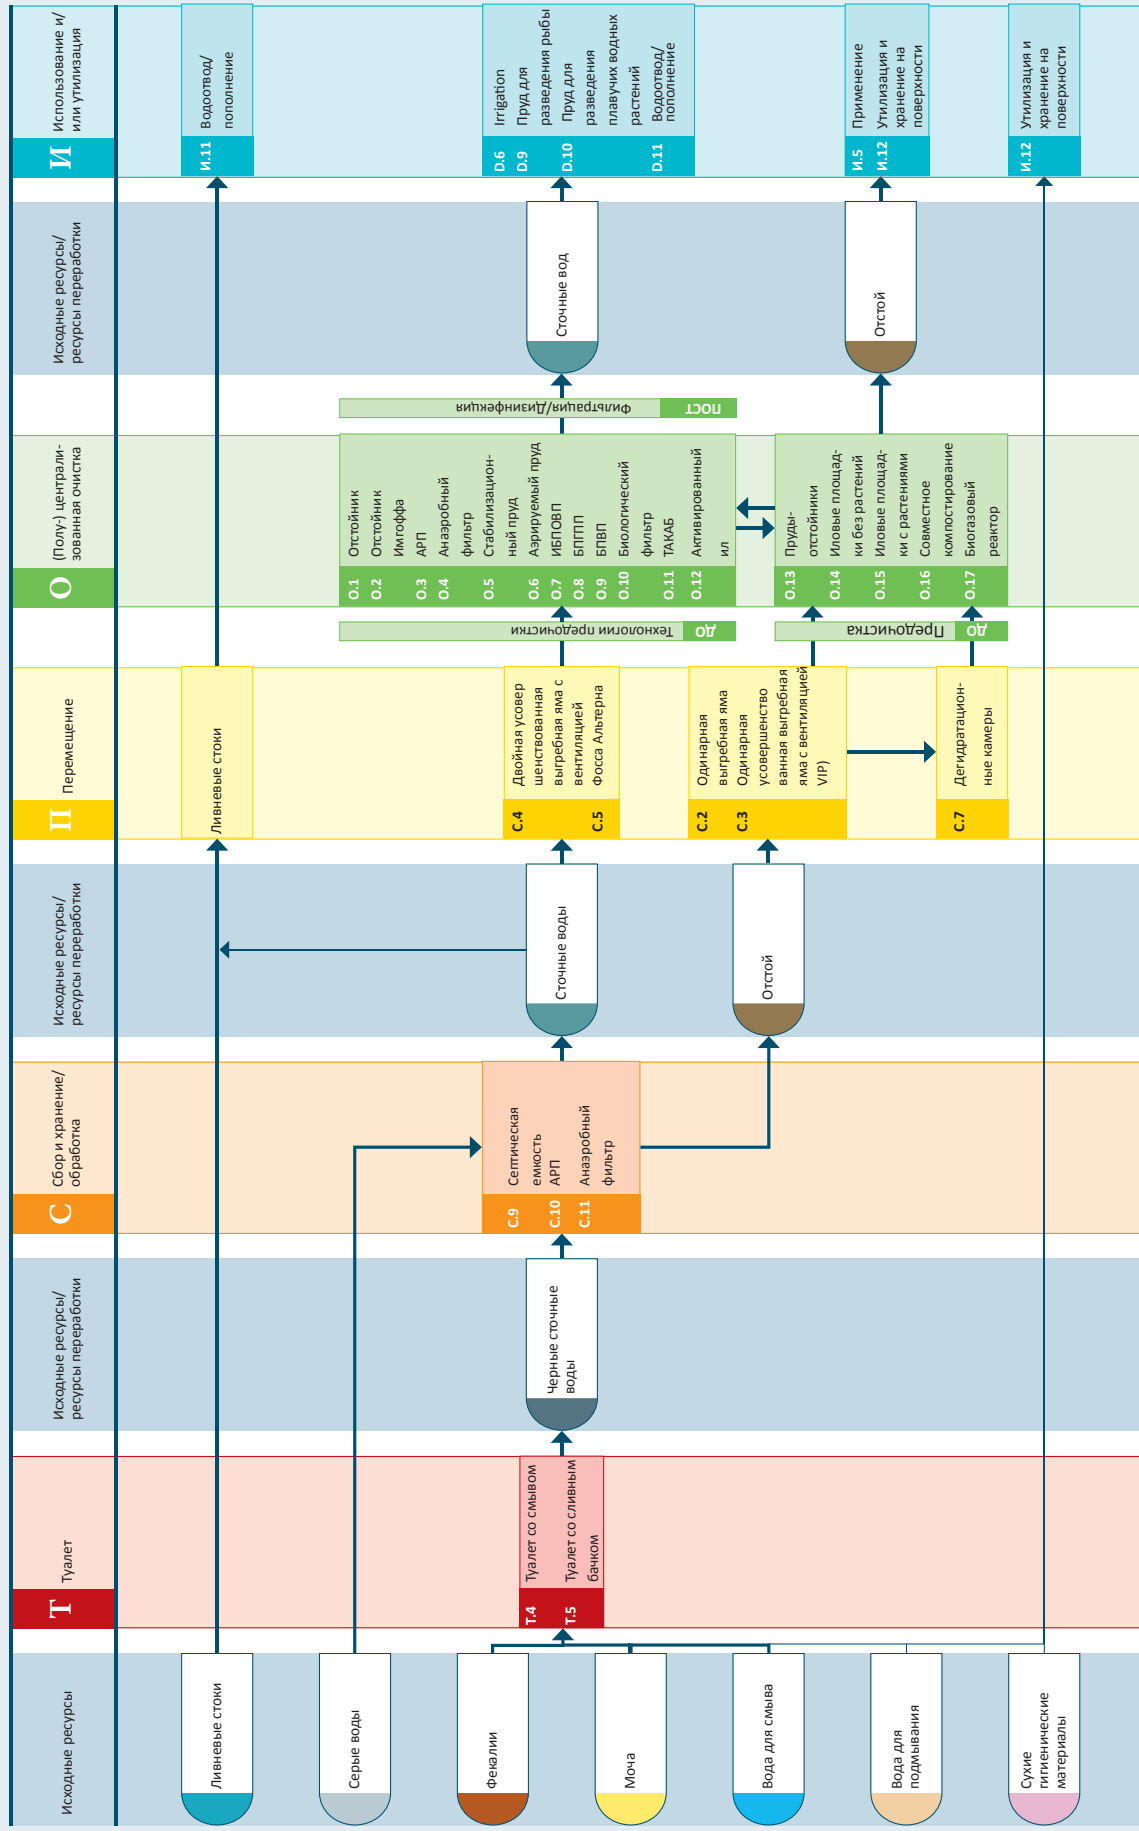 Исходные ресурсы
Т
Туалет
Исходные ресурсы/
ресурсы переработки
С
Сбор и хранение/
обработка
Исходные ресурсы/
ресурсы переработки
П
Перемещение
О
(Полу-) централи-
зованная очистка
Исходные ресурсы/
ресурсы переработки
И
Использование и/
или утилизация
Ливневые стоки
Серые воды
Фекалии
Моча
Вода для смыва
Вода для
подмывания
Сухие
гигиенические
материалы
Т.4 Туалет со смывом
Т.5 Туалет со сливным
бачком
Черные сточные
воды
С.9 Септическая
емкость
С.10 АРП
С.11 Анаэробный
фильтр
Сточные воды
Отстой
Ливневые стоки
С.4 Двойная усовер
шенствованная
выгребная яма с
вентиляцией
С.5 Фосса Альтерна
С.2 Одинарная
выгребная яма
С.3 Одинарная
усовершенство
ванная выгребная
яма с вентиляцией
VIP)
С.7 Дегидратацион-
ные камеры
ДО Технологии предочистки
ДО Предочистка
О.1 Отстойник
О.2 Отстойник
Имгоффа
О.3 АРП
О.4 Анаэробный
фильтр
О.5 Стабилизацион-
ный пруд
О.6 Аэрируемый пруд
О.7 ИБПОВП
О.8 БПГПП
О.9 БПВП
О.10 Биологический
фильтр
О.11 ТАКАБ
О.12 Активированный
ил
О.13 Пруды-
отстойники
О.14 Иловые площад-
ки без растений
О.15 Иловые площад-
ки с растениями
О.16 Совместное
компостирование
О.17 Биогазовый
реактор
ПОСТ Фильтрация/Дизинфекция
Сточные вод
Отстой
И.11 Водоотвод/
пополнение
D.6 Irrigation
D.9 Пруд для
разведения рыбы
D.10 Пруд для
разведения
плавучих водных
растений
D.11 Водоотвод/
пополнение
И.5 Применение
И.12 Утилизация и
хранение на
поверхности
И.12 Утилизация и
хранение на
поверхности